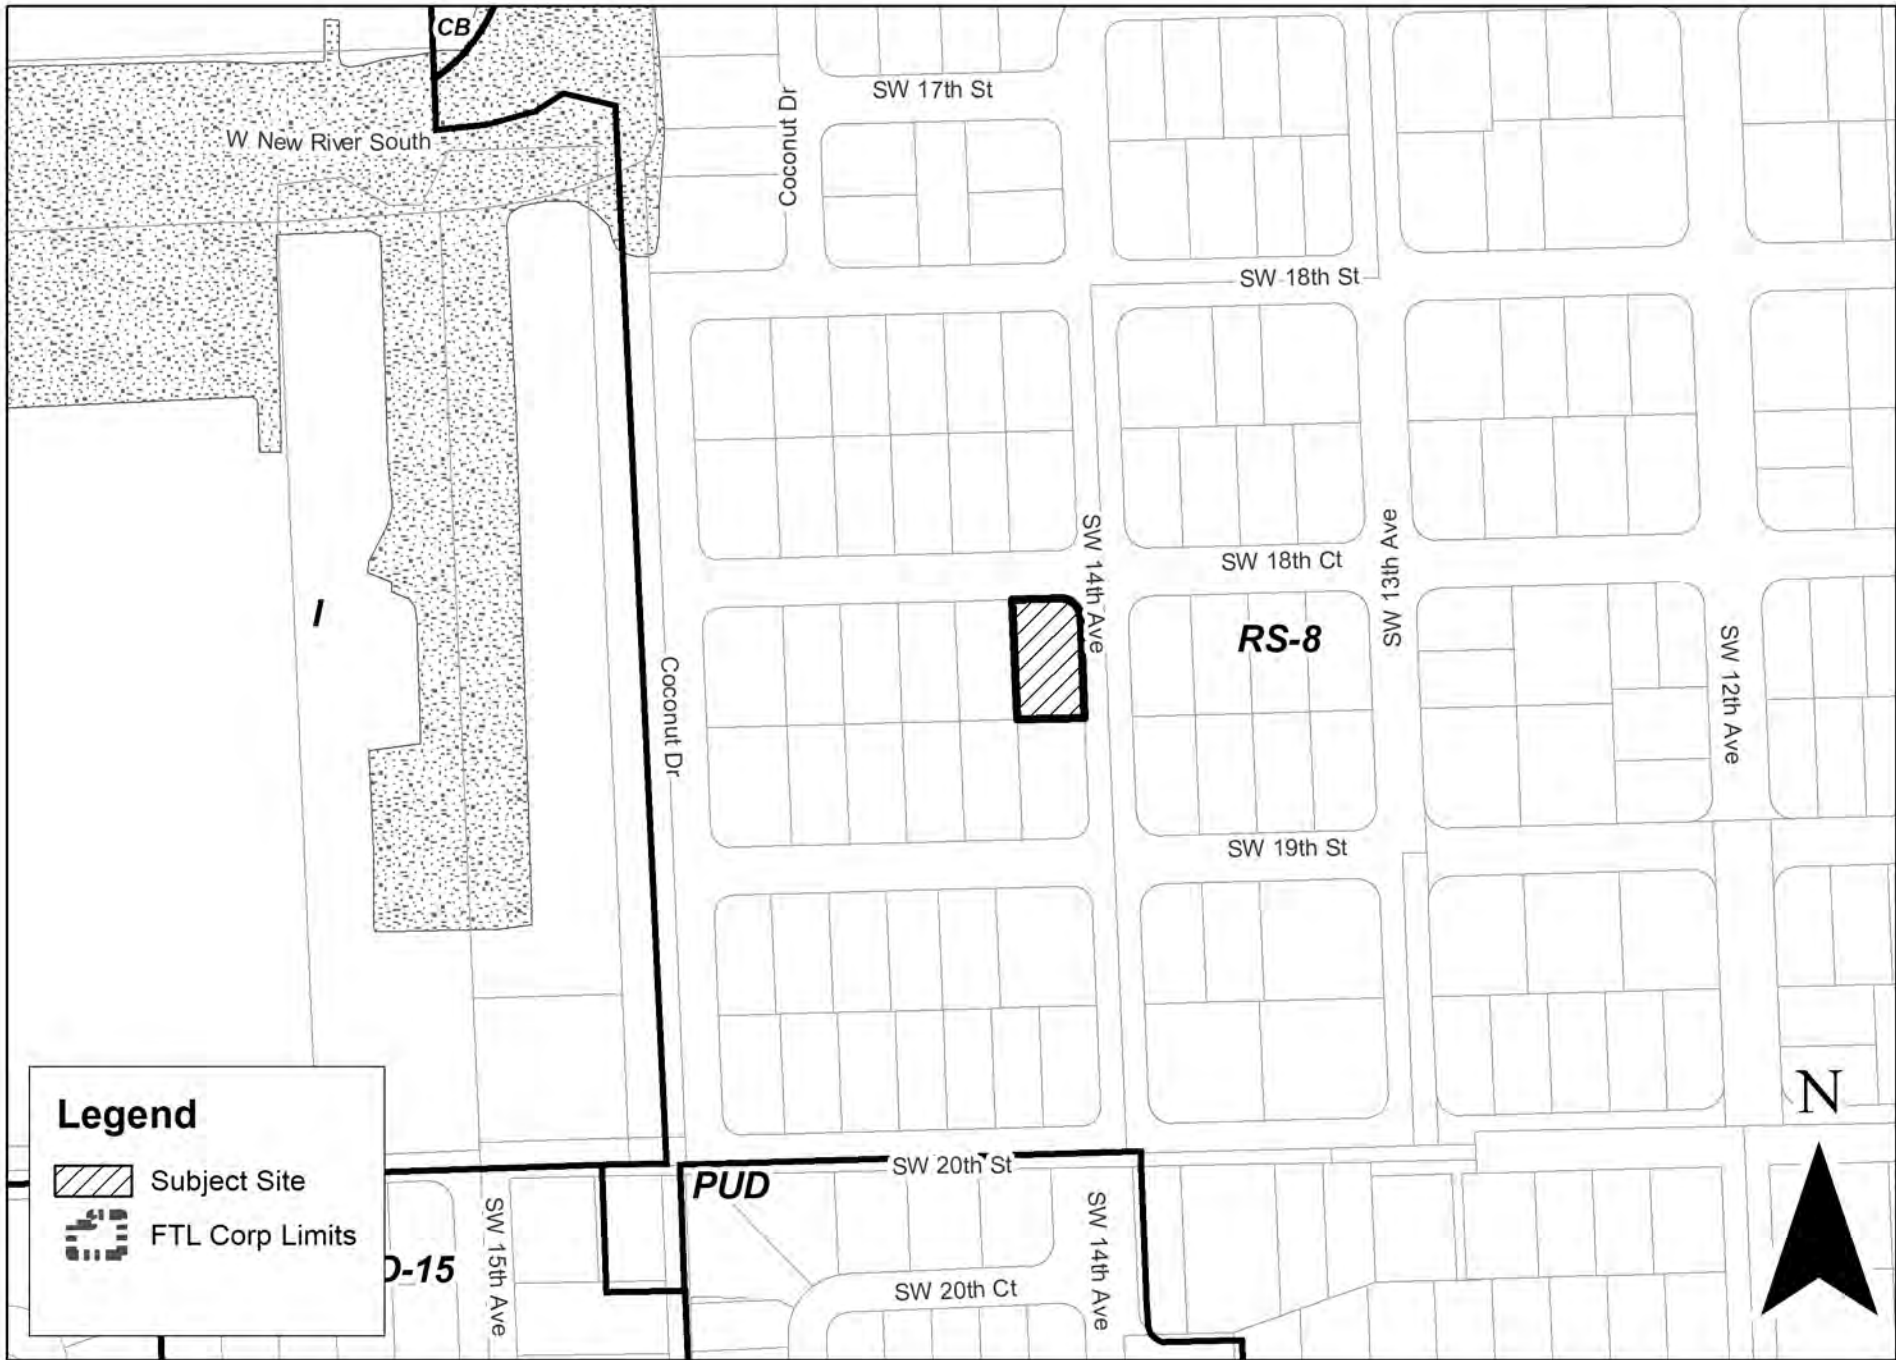 CB
SW 17th St
Coconut Dr
W New River South
SW 18th St
SW 14th Ave
SW 13th Ave
SW 18th Ct
I
RS-8
SW 12th Ave
Coconut Dr
SW 19th St
N
Legend
Subject Site
FTL Corp Limits
PUD
SW 20th St
SW 15th Ave
SW 14th Ave
-15
SW 20th Ct